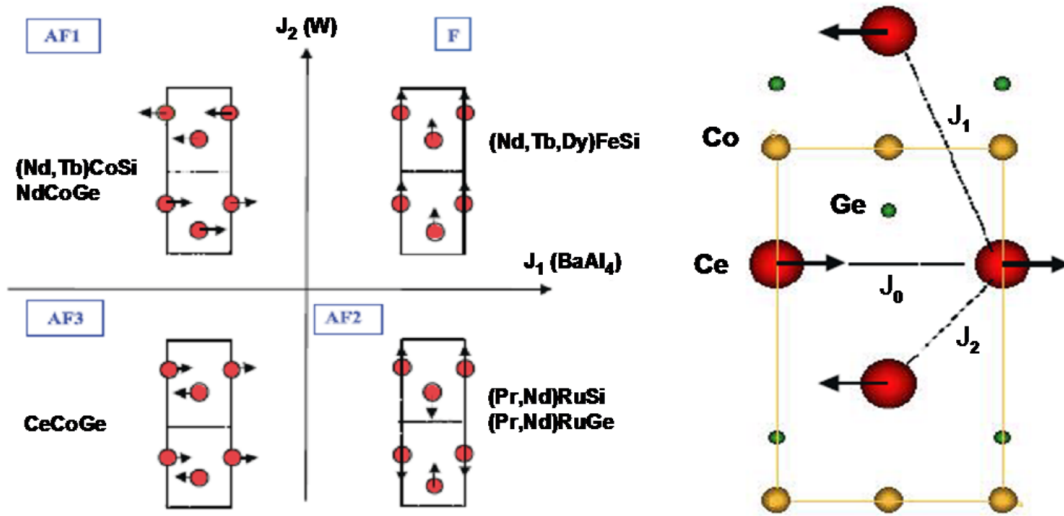 AF1
J₂ (W)
F
(Nd,Tb)CoSi
NdCoGe
(Nd,Tb,Dy)FeSi
J₁ (BaAl₄)
AF3
AF2
CeCoGe
(Pr,Nd)RuSi
(Pr,Nd)RuGe
Co
J₁
Ge
Ce
J₀
J₂